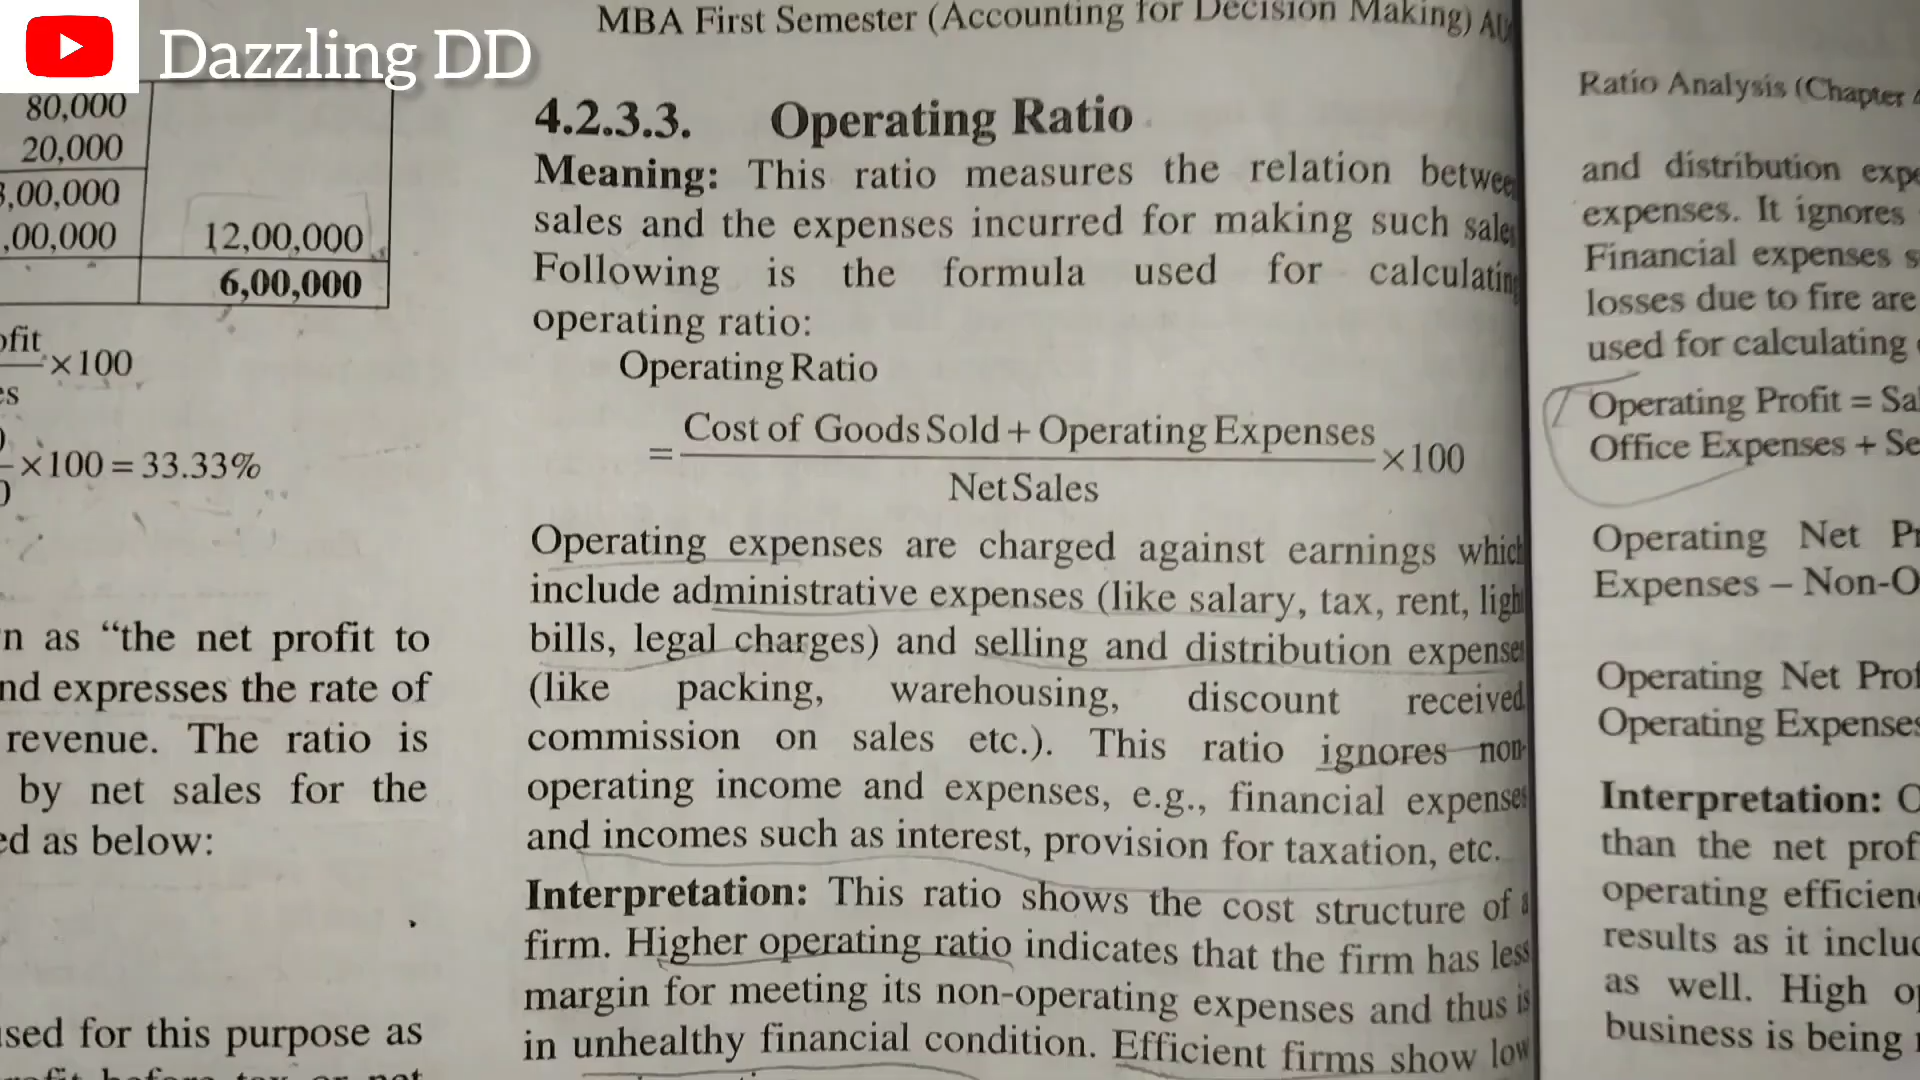 Dazzling DD
80,000
20,000
,00,000
,00,000 12,00,000
6,00,000
×100
×100 = 33.33%
as “the net profit to
expresses the rate of
revenue. The ratio is
by net sales for the
as below:
for this purpose as
MBA First Semester (Accounting for Decision Making)
4.2.3.3. Operating Ratio
Meaning: This ratio measures the relation between
sales and the expenses incurred for making such sales
Following is the formula used for calculating
operating ratio:
Operating Ratio
= Cost of Goods Sold + Operating Expenses
×100
Net Sales
Operating expenses are charged against earnings which
include administrative expenses (like salary, tax, rent, light
bills, legal charges) and selling and distribution expenses
(like packing, warehousing, discount received
commission on sales etc.). This ratio ignores non-
operating income and expenses, e.g., financial expenses
and incomes such as interest, provision for taxation, etc.
Interpretation: This ratio shows the cost structure of a
firm. Higher operating ratio indicates that the firm has less
margin for meeting its non-operating expenses and thus is
in unhealthy financial condition. Efficient firms show low
Ratio Analysis (Chapter
and distribution
expenses. It ignores
Financial expenses
losses due to fire are
used for calculating
Operating Profit =
Office Expenses +
Operating Net
Expenses –
Operating Net
Operating Expenses
Interpretation:
than the net
operating
results as it
as well. High
business is being